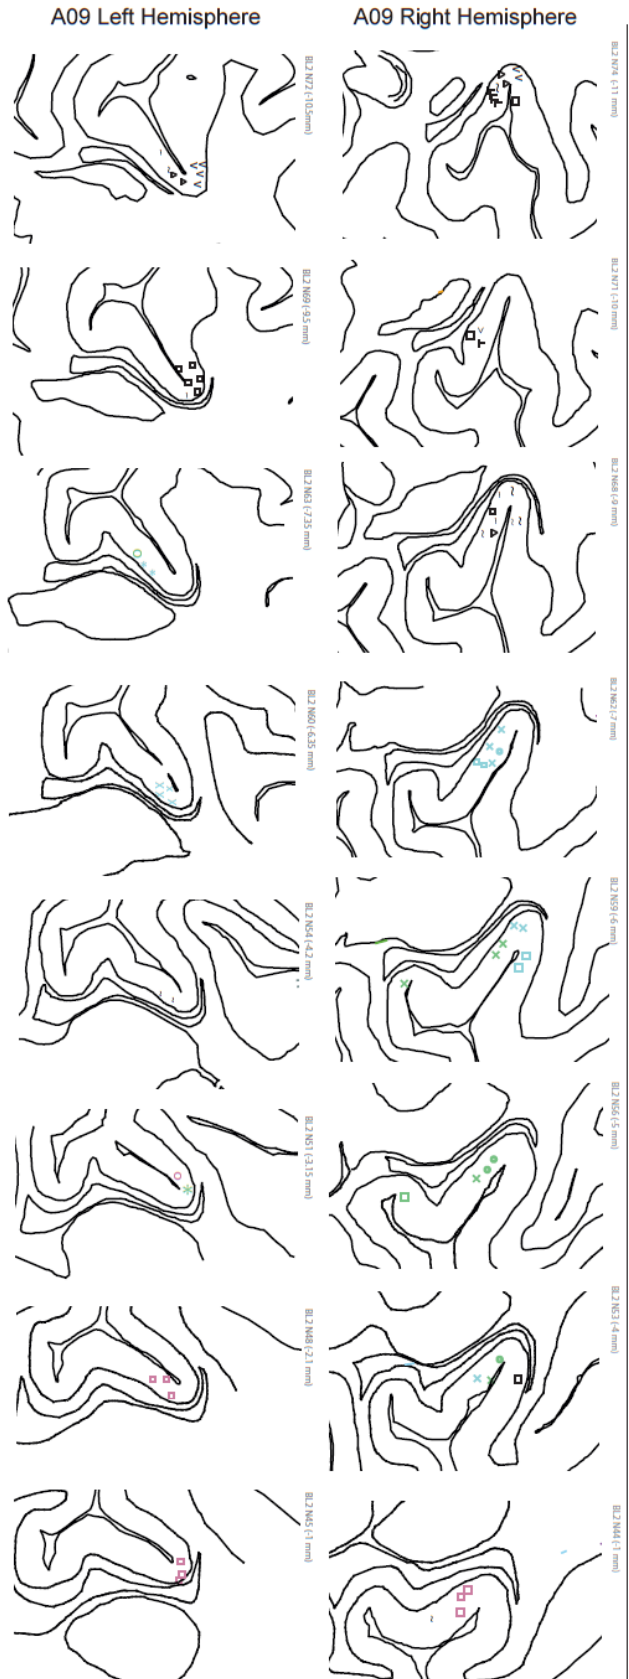 A09 Left Hemisphere
A09 Right Hemisphere
BL2 N72 (-10.5mm)
BL2 N74 (-11 mm)
BL2 N69 (-9.5 mm)
BL2 N71 (-10 mm)
BL2 N63 (-7.35 mm)
BL2 N68 (-9 mm)
BL2 N60 (-6.35 mm)
BL2 N62 (-7 mm)
BL2 N54 (-4.2 mm)
BL2 N59 (-6 mm)
BL2 N51 (-3.15 mm)
BL2 N56 (-5 mm)
BL2 N48 (-2.1 mm)
BL2 N53 (-4 mm)
BL2 N45 (-1 mm)
BL2 N44 (-1 mm)